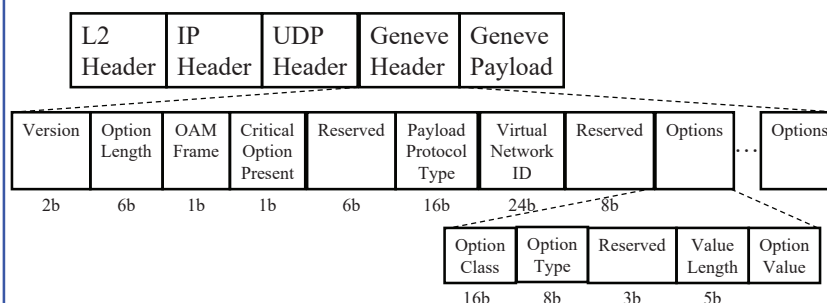 L2 Header
IP Header
UDP Header
Geneve Header
Geneve Payload
Version
Option Length
OAM Frame
Critical Option Present
Reserved
Payload Protocol Type
Virtual Network ID
Reserved
Options
...
Options
2b
6b
1b
1b
6b
16b
24b
8b
Option Class
Option Type
Reserved
Value Length
Option Value
16b
8b
3b
5b